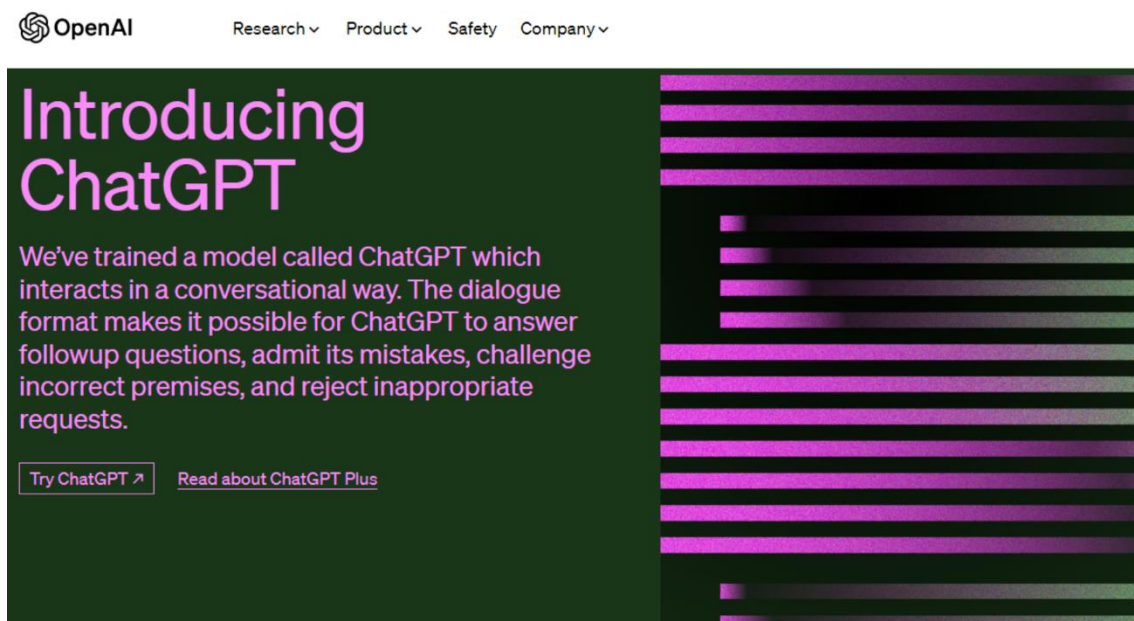 OpenAI Research Product Safety Company
Introducing
ChatGPT
We've trained a model called ChatGPT which
interacts in a conversational way. The dialogue
format makes it possible for ChatGPT to answer
followup questions, admit its mistakes, challenge
incorrect premises, and reject inappropriate
requests.
Try ChatGPT ↗ Read about ChatGPT Plus